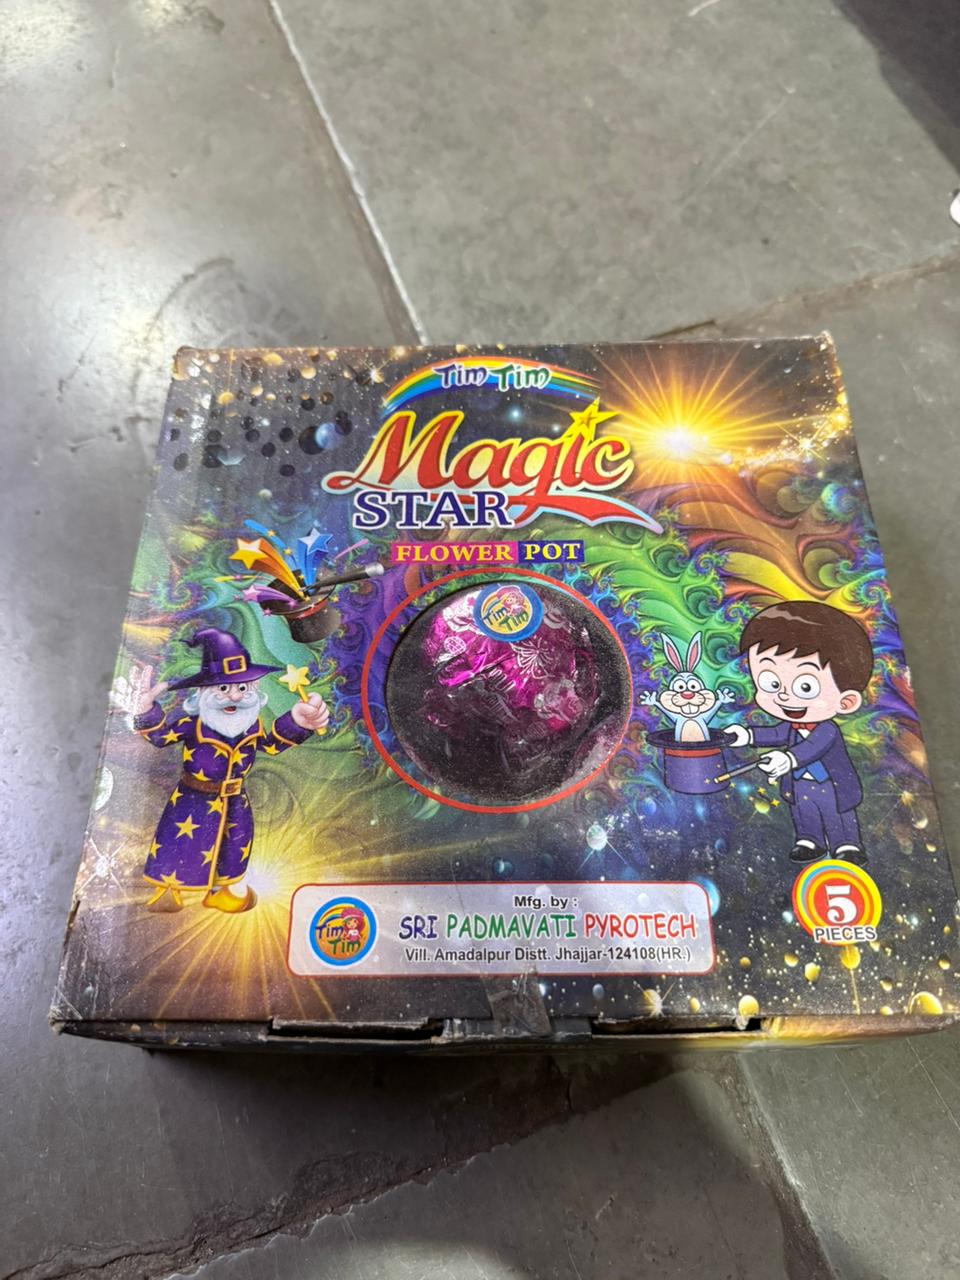 Tim Tim
Magic
STAR
FLOWER POT
Tim
Tim
5
PIECES
Mfg. by :
Tim
Tim
SRI PADMAVATI PYROTECH
Vill. Amadalpur Distt. Jhajjar-124108(HR.)